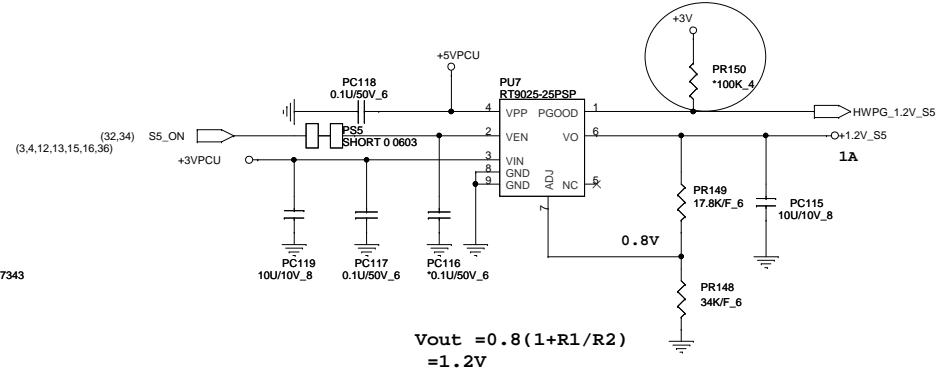 +3V
PR150
*100K_4
+5VPCU
PC118
0.1U/50V_6
PU7
RT9025-25PSP
4
VPP
PGOOD
1
HWPG_1.2V_S5
(32,34)
S5_ON
PS5
SHORT 0 0603
2
VEN
VO
6
+1.2V_S5
(3,4,12,13,15,16,36)
+3VPCU
3
VIN
1A
8
GND
9
GND
ADJ
NC
5
7
PR149
17.8K/F_6
PC115
10U/10V_8
0.8V
PC119
10U/10V_8
PC117
0.1U/50V_6
PC116
*0.1U/50V_6
7343
PR148
34K/F_6
Vout =0.8(1+R1/R2)
=1.2V